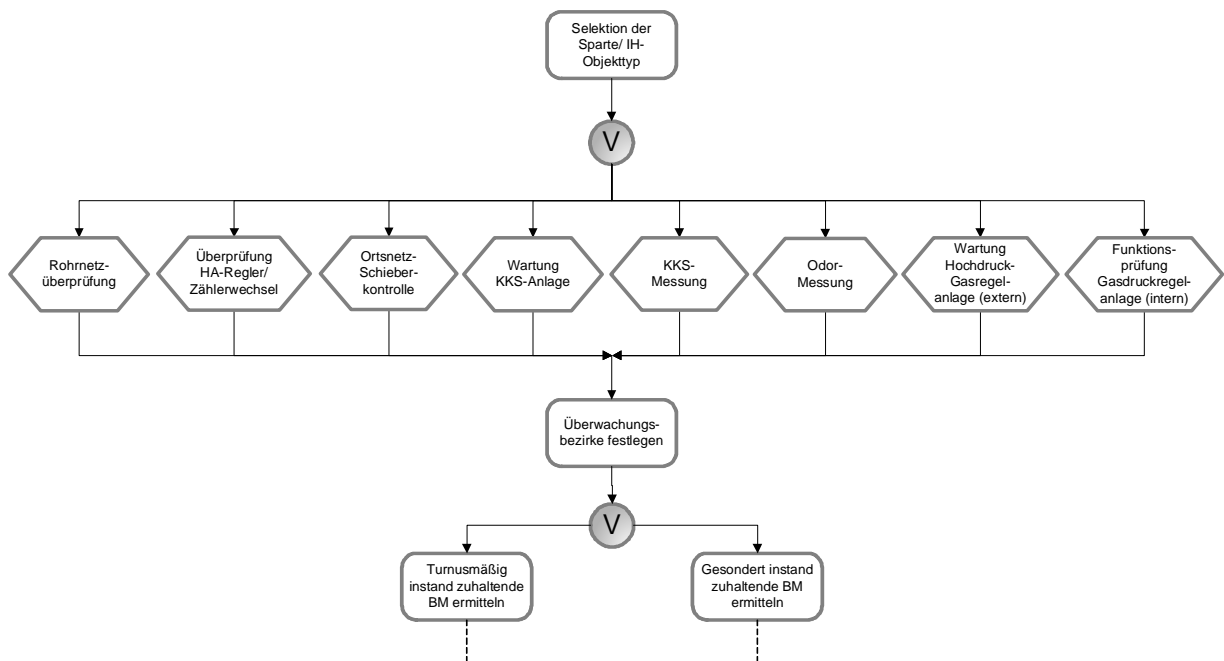 Selektion der
Sparte/ IH-
Objekttyp
V
Rohrnetz-
überprüfung
Überprüfung
HA-Regler/
Zählerwechsel
Ortsnetz-
Schieber-
kontrolle
Wartung
KKS-Anlage
KKS-
Messung
Odor-
Messung
Wartung
Hochdruck-
Gasregel-
anlage (extern)
Funktions-
prüfung
Gasdruckregel-
anlage (intern)
Überwachungs-
bezirke festlegen
V
Turnusmäßig
instand zuhaltende
BM ermitteln
Gesondert instand
zuhaltende BM
ermitteln